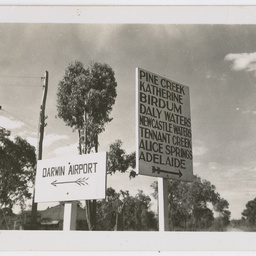 DARWIN AIRPORT
PINE CREEK
KATHERINE
BIRDUM
DALY WATERS
NEWCASTLE WATERS
TENNANT CREEK
ALICE SPRINGS
ADELAIDE